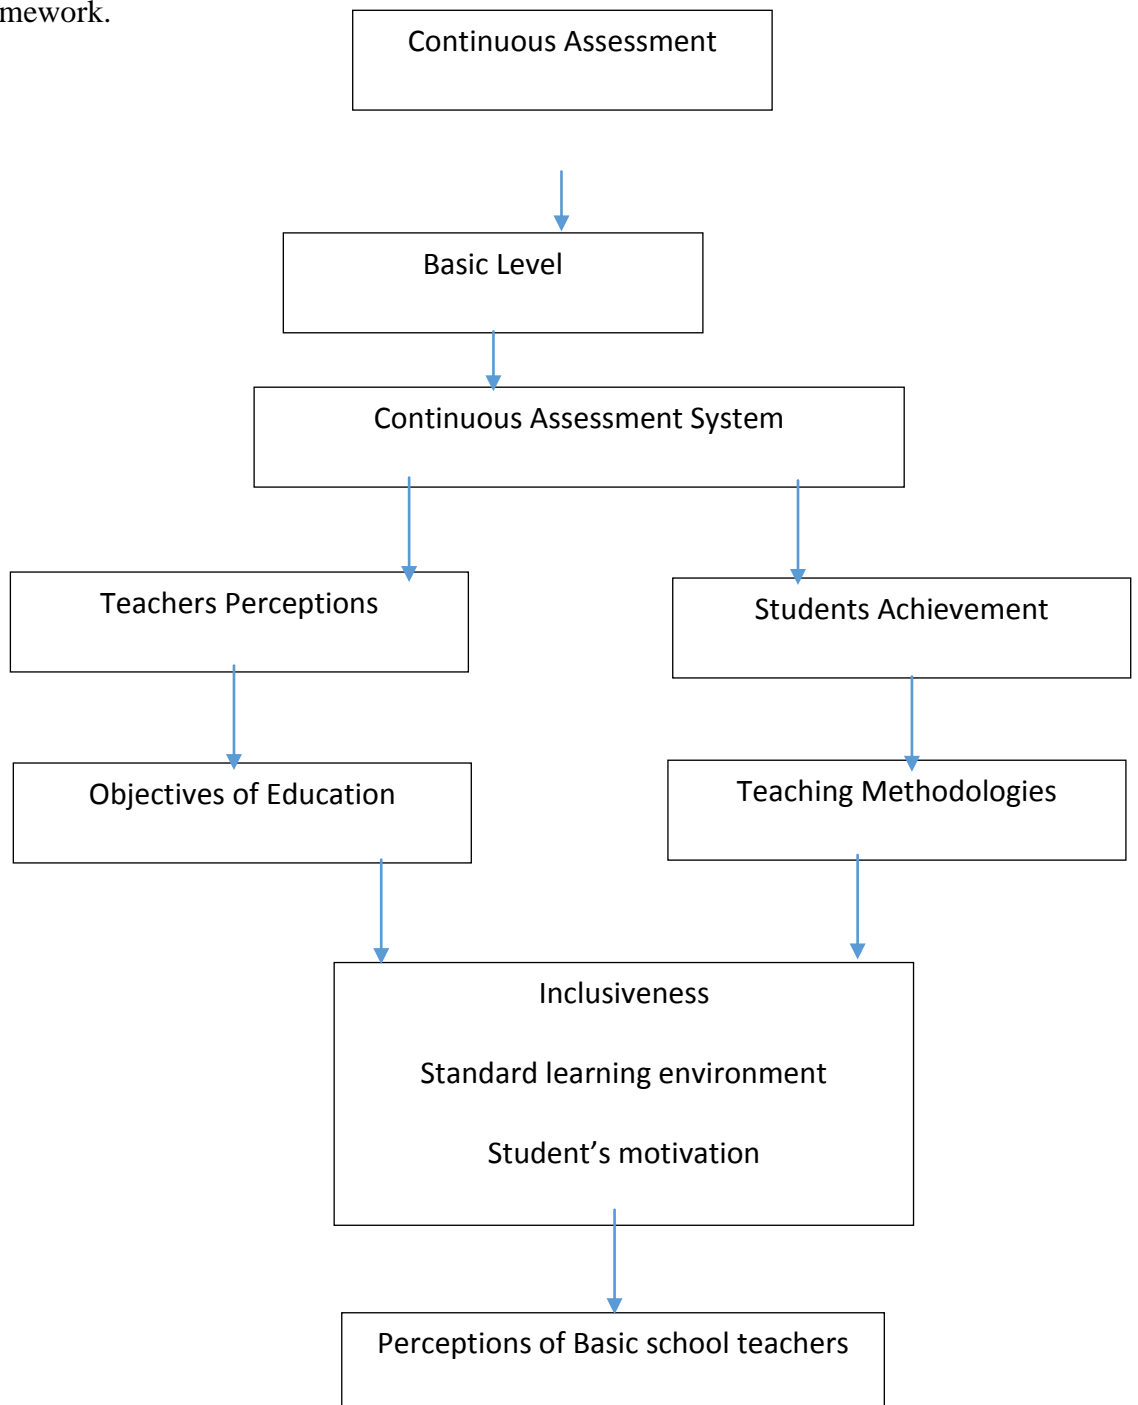 mework.
Continuous Assessment
Basic Level
Continuous Assessment System
Teachers Perceptions
Students Achievement
Objectives of Education
Teaching Methodologies
Inclusiveness
Standard learning environment
Student’s motivation
Perceptions of Basic school teachers